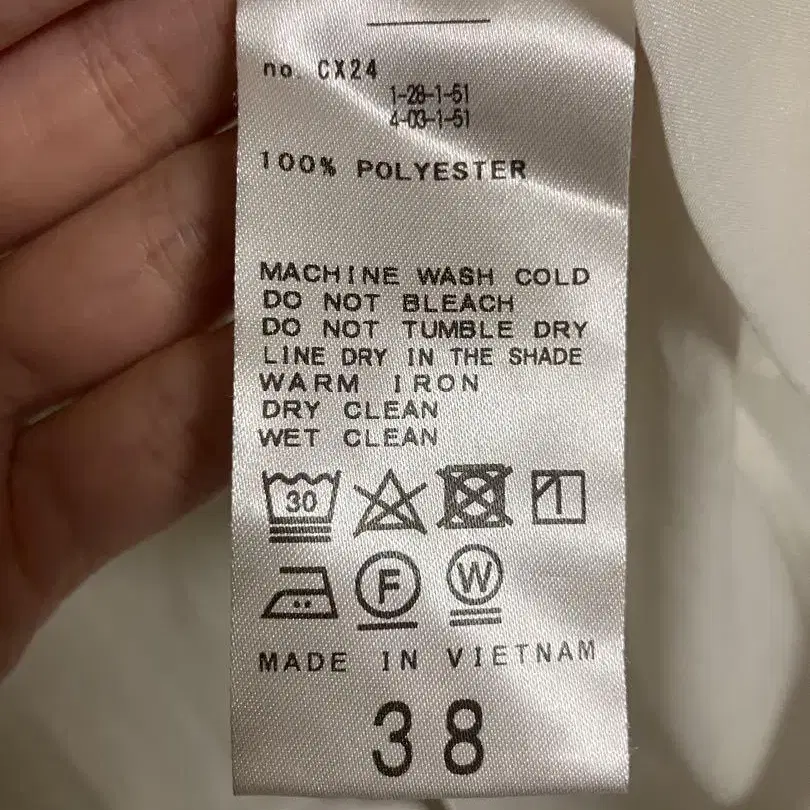 no. CX24
1-28-1-51
4-03-1-51
100% POLYESTER
MACHINE WASH COLD
DO NOT BLEACH
DO NOT TUMBLE DRY
LINE DRY IN THE SHADE
WARM IRON
DRY CLEAN
WET CLEAN
30
F W
MADE IN VIETNAM
38